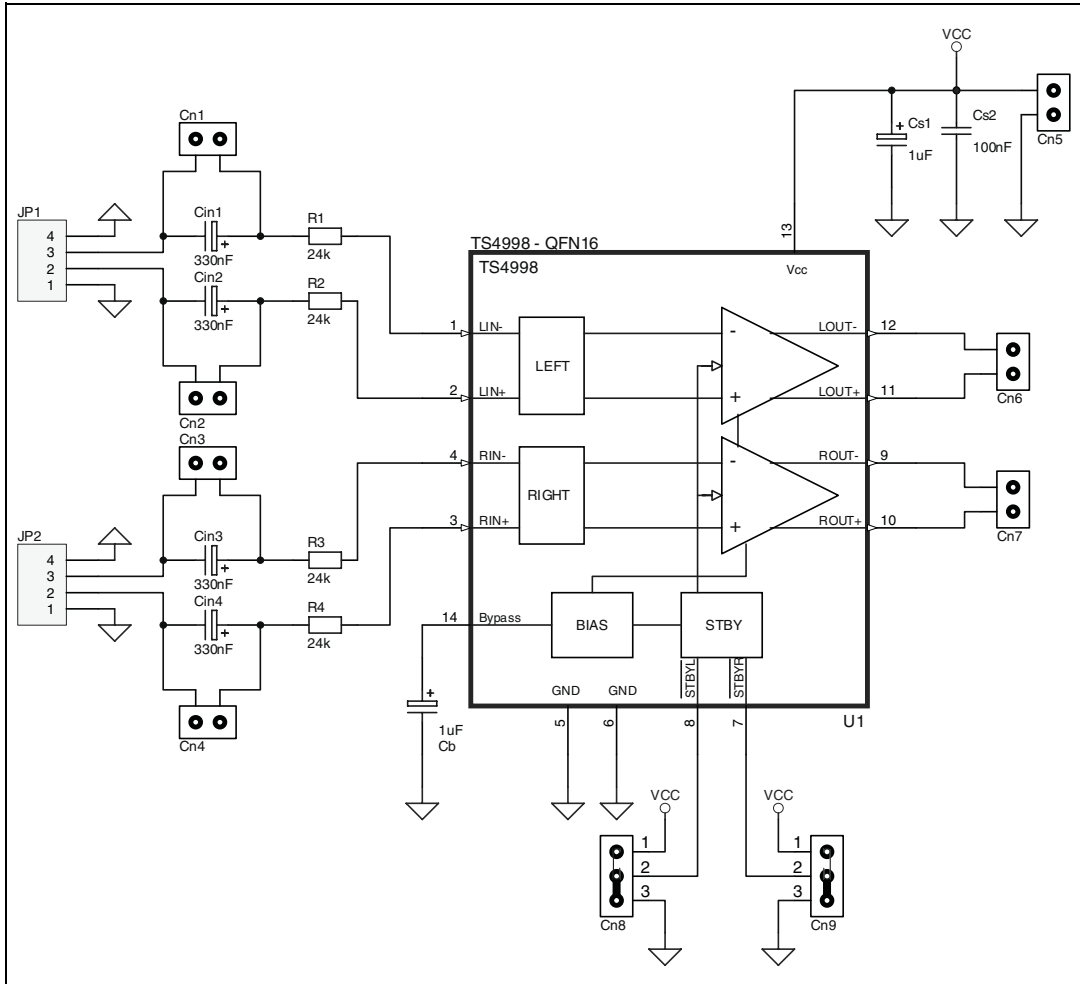 VCC
Cn1
Cs1
1uF
Cs2
100nF
Cn5
JP1
4
3
2
1
Cin1
330nF
Cin2
330nF
R1
24k
R2
24k
Cn2
13
TS4998 - QFN16
TS4998
Vcc
1
LIN-
LEFT
-
LOUT-
12
2
LIN+
+
LOUT+
11
Cn6
Cn3
4
RIN-
RIGHT
-
ROUT-
9
3
RIN+
+
ROUT+
10
Cn7
JP2
4
3
2
1
Cin3
330nF
Cin4
330nF
R3
24k
R4
24k
Cn4
14
Bypass
BIAS
STBY
STBYL
STBYR
GND
GND
5
6
8
7
U1
+
1uF
Cb
VCC
VCC
1
2
3
Cn8
1
2
3
Cn9
+
+
+
+
+